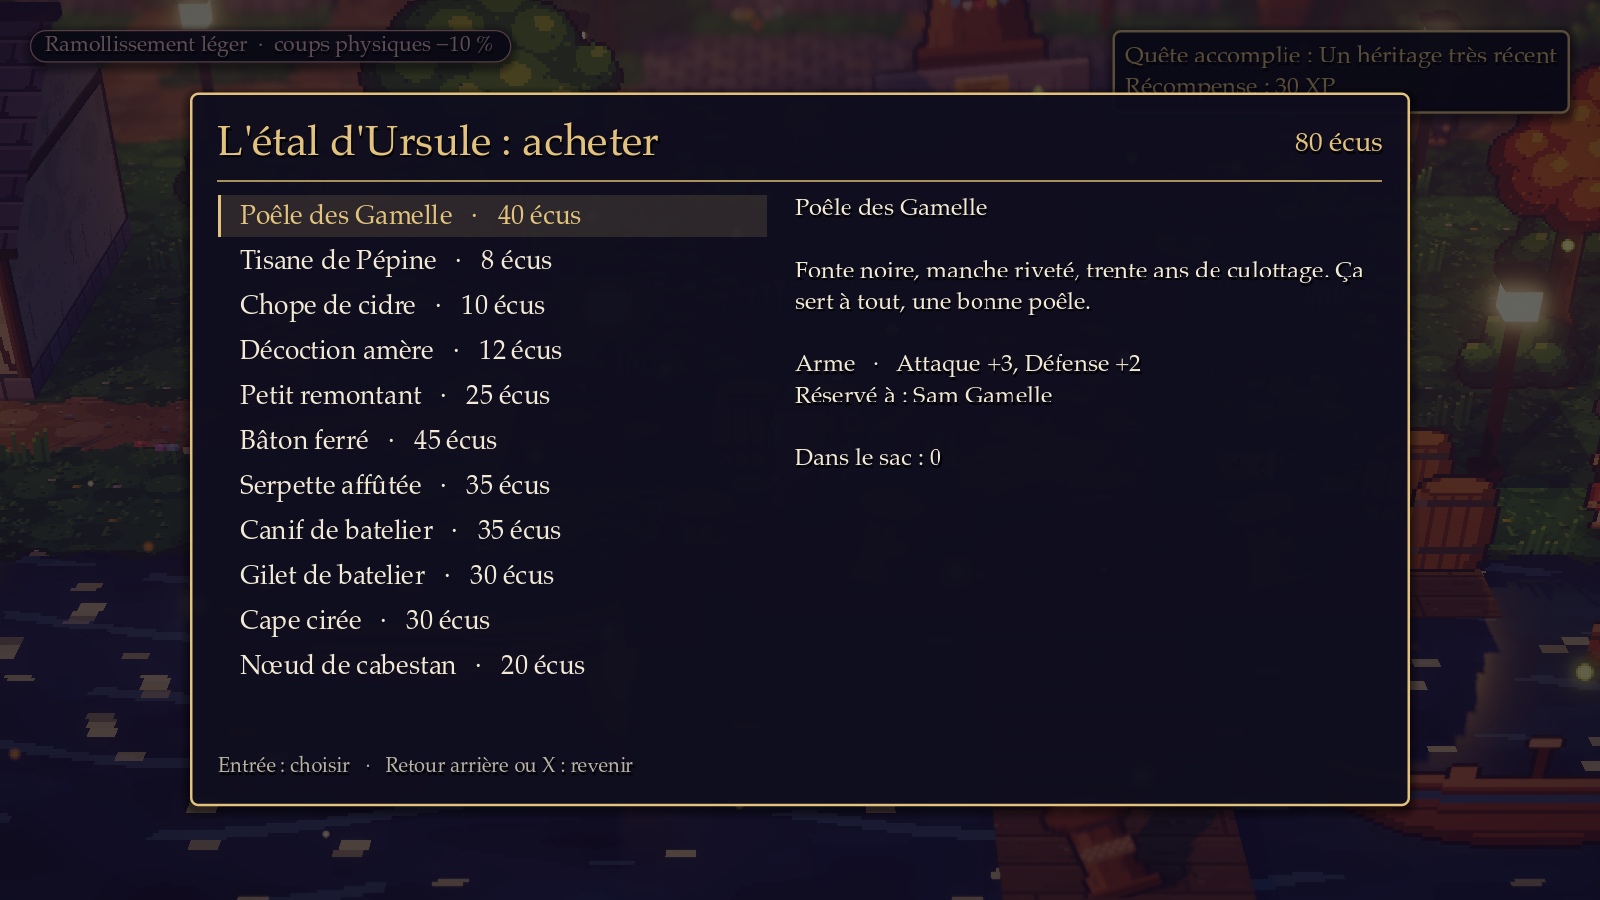 Ramollissement léger · coups physiques −10 %
Quête accomplie : Un héritage très récent
Récompense : 30 XP
L'étal d'Ursule : acheter
80 écus
Poêle des Gamelle · 40 écus
Tisane de Pépine · 8 écus
Chope de cidre · 10 écus
Décoction amère · 12 écus
Petit remontant · 25 écus
Bâton ferré · 45 écus
Serpette affûtée · 35 écus
Canif de batelier · 35 écus
Gilet de batelier · 30 écus
Cape cirée · 30 écus
Nœud de cabestan · 20 écus
Poêle des Gamelle
Fonte noire, manche riveté, trente ans de culottage. Ça
sert à tout, une bonne poêle.
Arme · Attaque +3, Défense +2
Réservé à : Sam Gamelle
Dans le sac : 0
Entrée : choisir · Retour arrière ou X : revenir